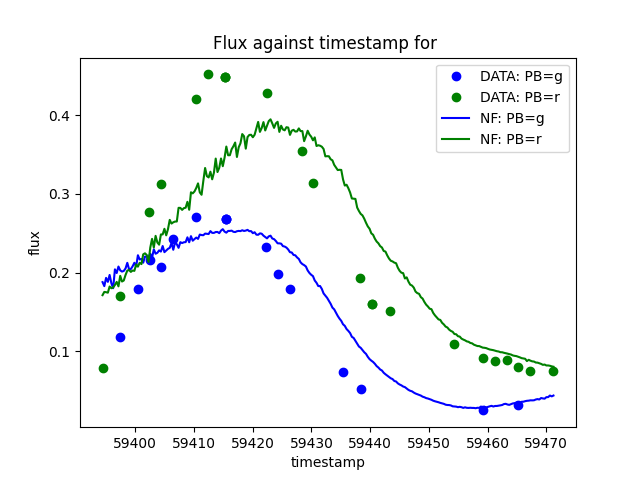 Flux against timestamp for
DATA: PB=g
DATA: PB=r
NF: PB=g
NF: PB=r
0.4
0.3
0.2
0.1
flux
59400 59410 59420 59430 59440 59450 59460 59470
timestamp